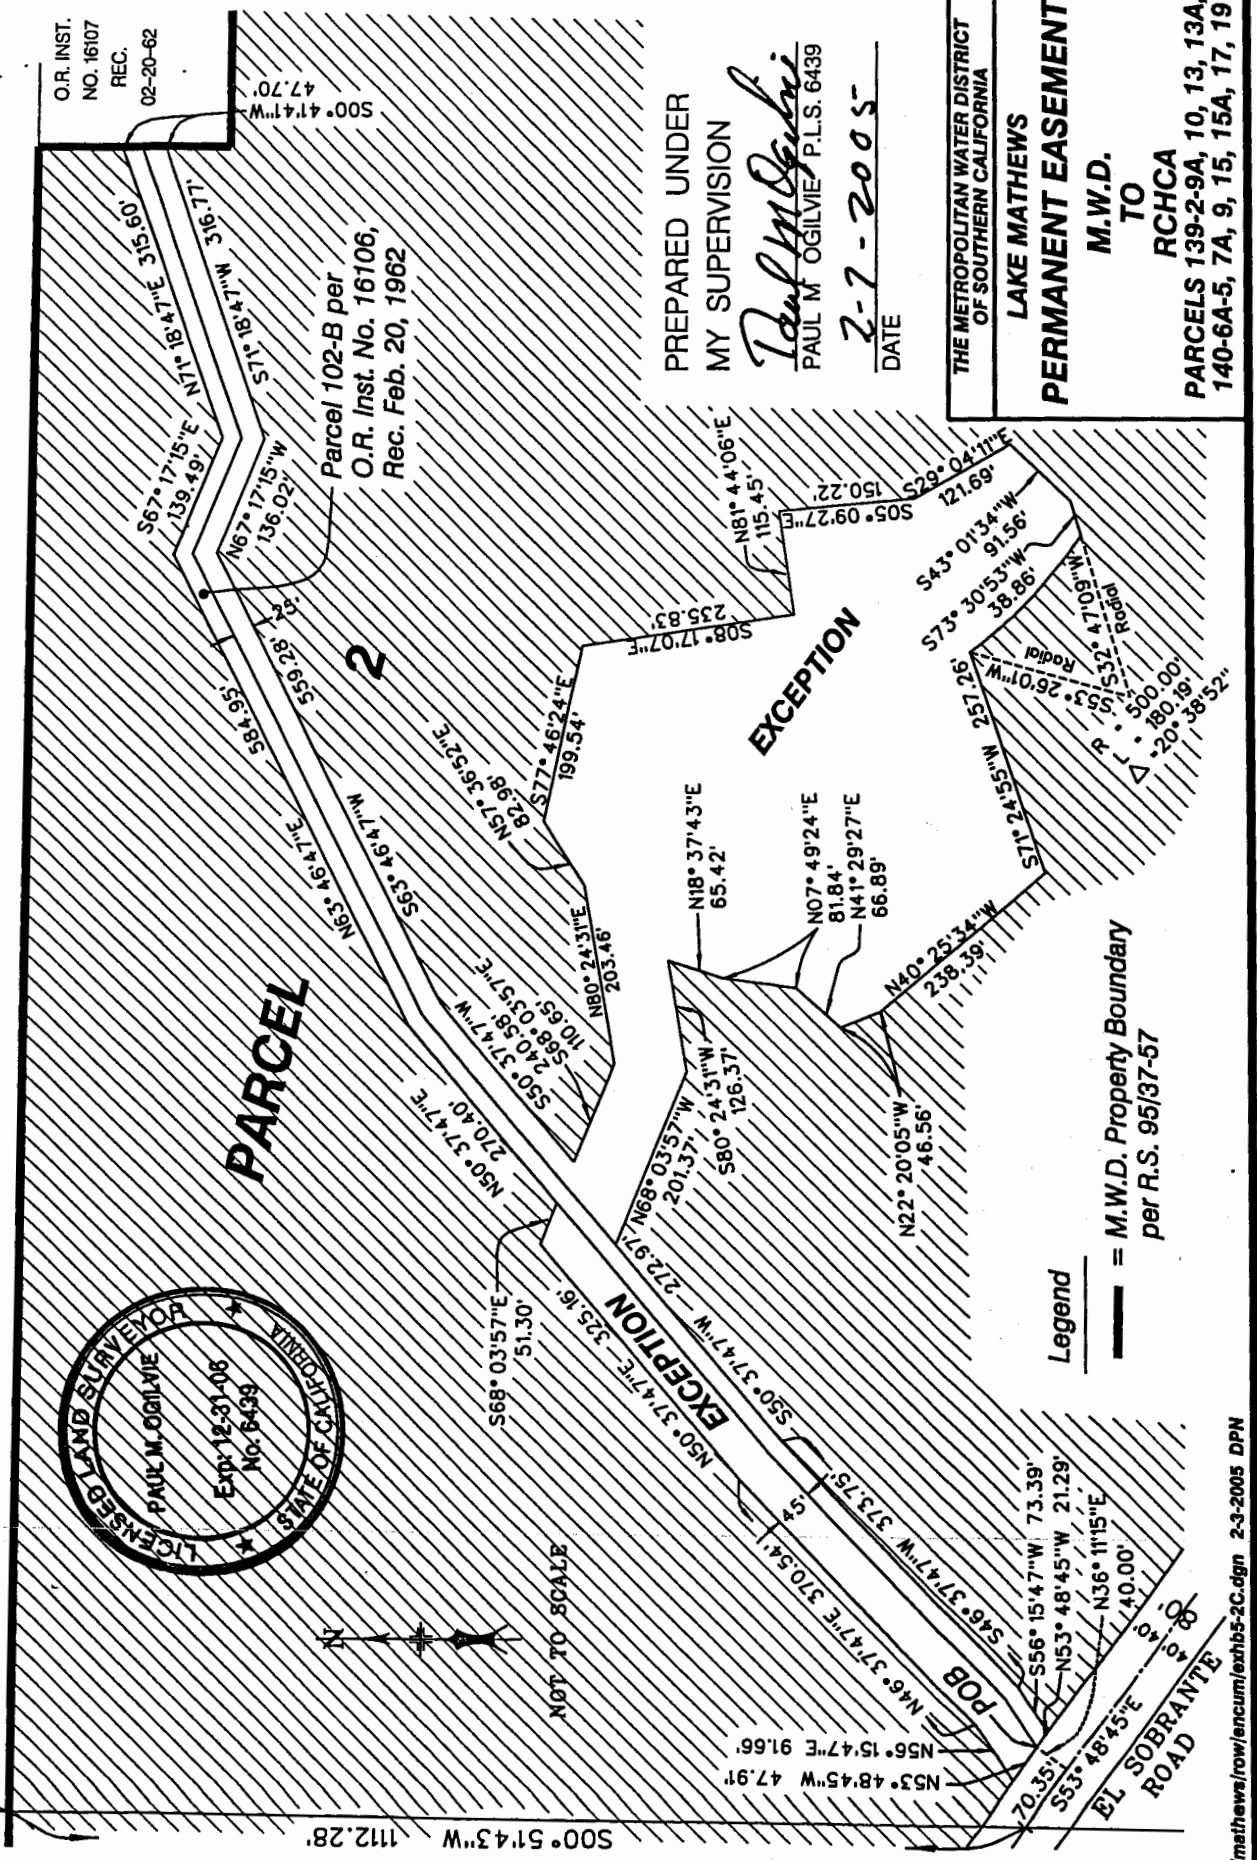 O.R. INST.
NO. 16107
REC.
02-20-62
S00° 41'41"W
47.70'
N71° 18'47"E 315.60'
S71° 18'47"W 316.77'
S67° 17'15"E
139.49'
N67° 17'15"W
136.02'
Parcel 102-B per
O.R. Inst. No. 16106,
Rec. Feb. 20, 1962
25'
584.95'
559.28'
N63° 46'47"E
S63° 46'47"W
PARCEL
2
N50° 37'47"E
270.40'
S50° 37'47"W
240.58'
S68° 03'57"E
110.65'
N80° 24'31"E
203.46'
N57° 36'52"E
82.98'
S77° 46'24"E
199.54'
S08° 17'07"E
235.83'
N81° 44'06"E
115.45'
S05° 09'27"E
150.22'
S29° 04'11"E
121.69'
S43° 01'34"W
91.56'
S73° 30'53"W
38.86'
S32° 47'09"W
Radial
S53° 26'01"W
Radial
R = 500.00'
L = 180.19'
Δ = 20° 38'52"
S71° 24'55"W 257.26'
N40° 25'34"W
238.39'
N22° 20'05"W
46.56'
N41° 29'27"E
66.89'
N07° 49'24"E
81.84'
N18° 37'43"E
65.42'
EXCEPTION
S80° 24'31"W
126.37'
N68° 03'57"W
201.37'
S68° 03'57"E
51.30'
N50° 37'47"E 325.16'
EXCEPTION
S50° 37'47"W 272.97'
45'
N46° 37'47"E 370.54'
S46° 37'47"W 373.75'
POB
N56° 15'47"E 91.66'
N53° 48'45"W 47.91'
S56° 15'47"W 73.39'
N53° 48'45"W 21.29'
N36° 11'15"E
40.00'
70.35'
S53° 48'45"E
40' 40'
80'
EL SOBRANTE
ROAD
S00° 51'43"W 1112.28'
LICENSED LAND SURVEYOR
PAUL M. OGILVIE
Exp: 12-31-06
No. 6439
STATE OF CALIFORNIA
N
NOT TO SCALE
Legend
= M.W.D. Property Boundary
per R.S. 95/37-57
PREPARED UNDER
MY SUPERVISION
Paul M Ogilvie
PAUL M OGILVIE P.L.S. 6439
2-7-2005
DATE
THE METROPOLITAN WATER DISTRICT
OF SOUTHERN CALIFORNIA
LAKE MATHEWS
PERMANENT EASEMENT
M.W.D.
TO
RCHCA
PARCELS 139-2-9A, 10, 13, 13A,
140-6A-5, 7A, 9, 15, 15A, 17, 19
mathews/row/encum/exhb5-2C.dgn 2-3-2005 DPN